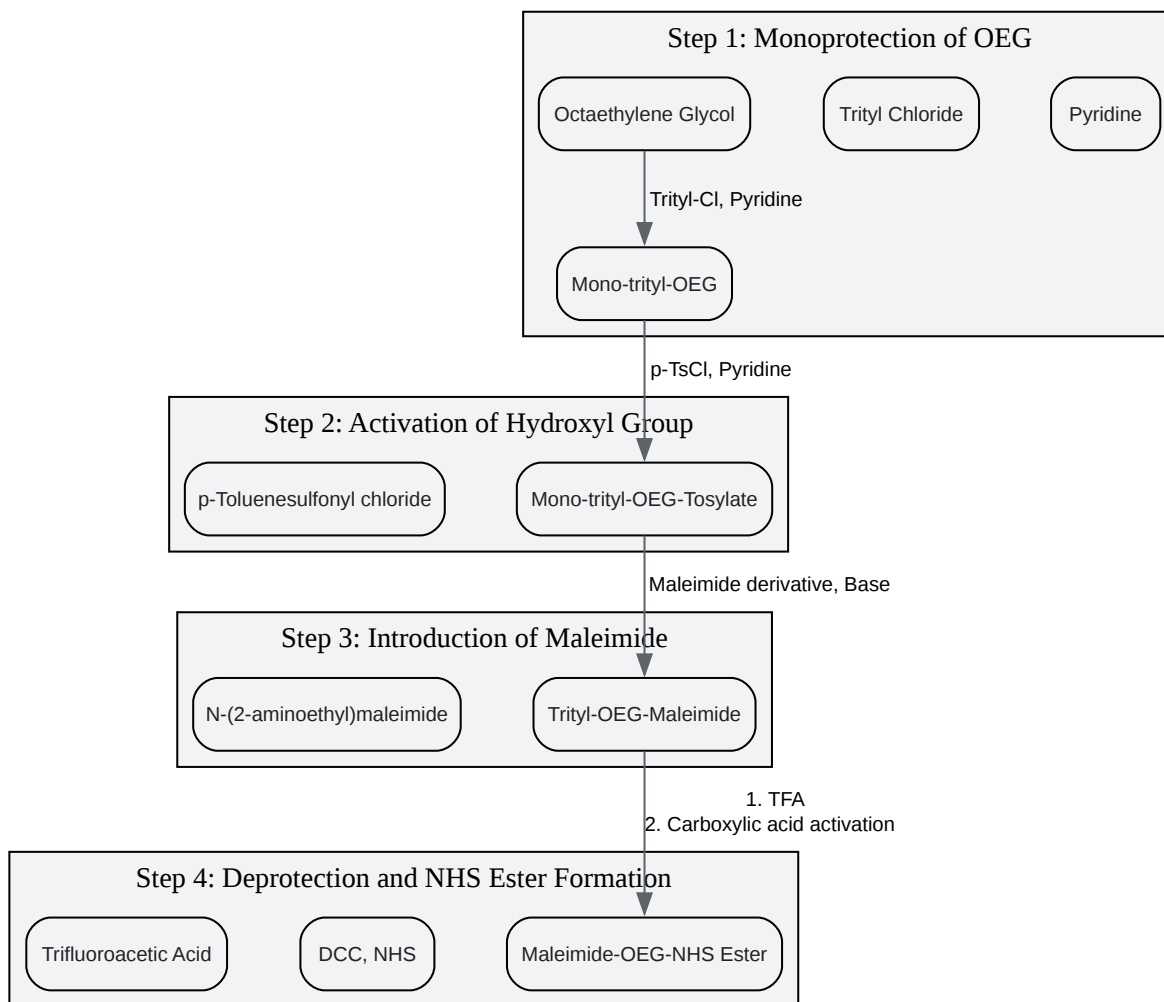 Step 1: Monoprotection of OEG
Octaethylene Glycol
Trityl Chloride
Pyridine
Trityl-Cl, Pyridine
Mono-trityl-OEG
p-TsCl, Pyridine
Step 2: Activation of Hydroxyl Group
p-Toluenesulfonyl chloride
Mono-trityl-OEG-Tosylate
Maleimide derivative, Base
Step 3: Introduction of Maleimide
N-(2-aminoethyl)maleimide
Trityl-OEG-Maleimide
1. TFA
2. Carboxylic acid activation
Step 4: Deprotection and NHS Ester Formation
Trifluoroacetic Acid
DCC, NHS
Maleimide-OEG-NHS Ester